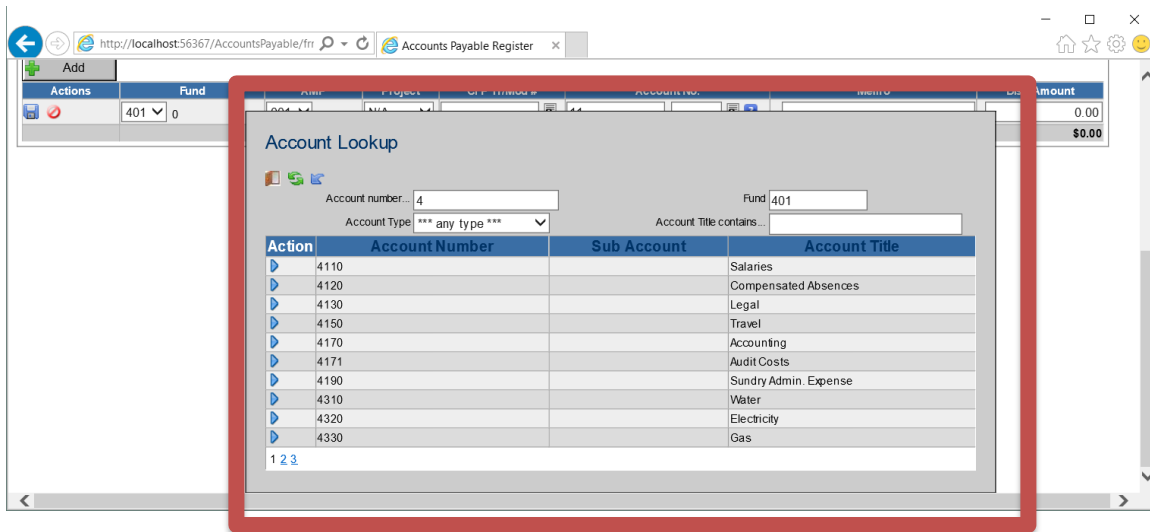 http://localhost:56367/AccountsPayable/frr
Accounts Payable Register
Add
Actions Fund Project Account No. Amount
401 0 N/A 0.00
$0.00
Account Lookup
Account number... 4 Fund 401
Account Type *** any type *** Account Title contains...
Action Account Number Sub Account Account Title
4110 Salaries
4120 Compensated Absences
4130 Legal
4150 Travel
4170 Accounting
4171 Audit Costs
4190 Sundry Admin. Expense
4310 Water
4320 Electricity
4330 Gas
1 2 3